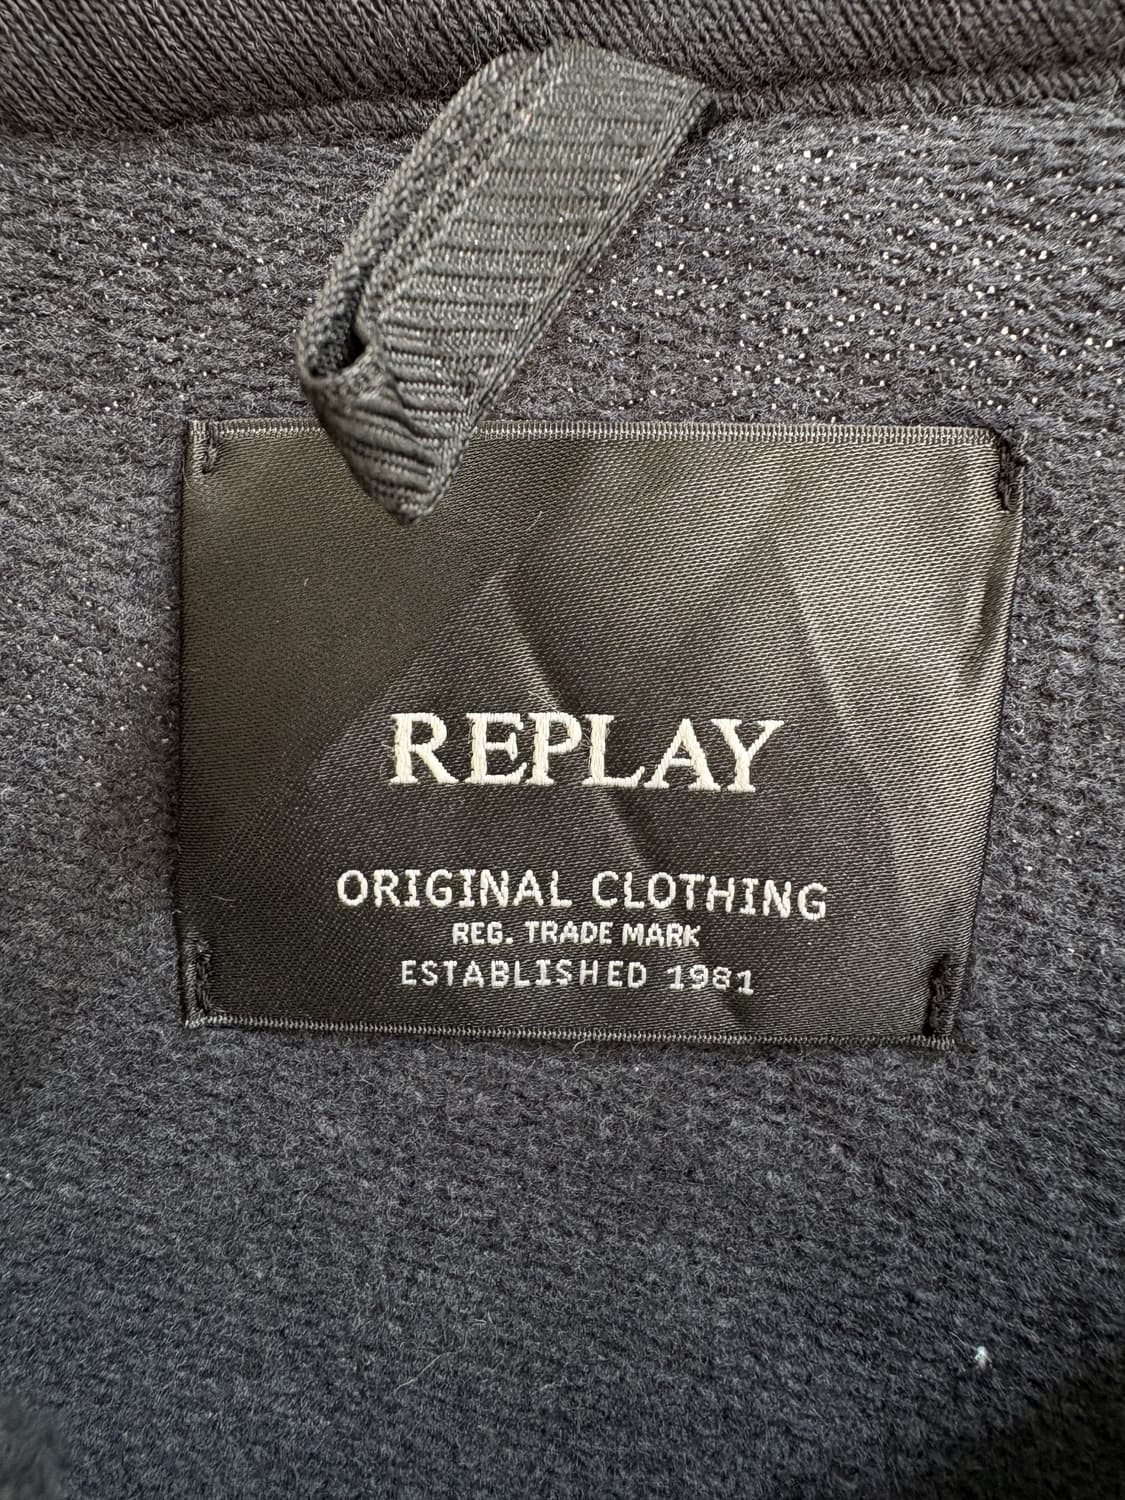 REPLAY
ORIGINAL CLOTHING
REG. TRADE MARK
ESTABLISHED 1981